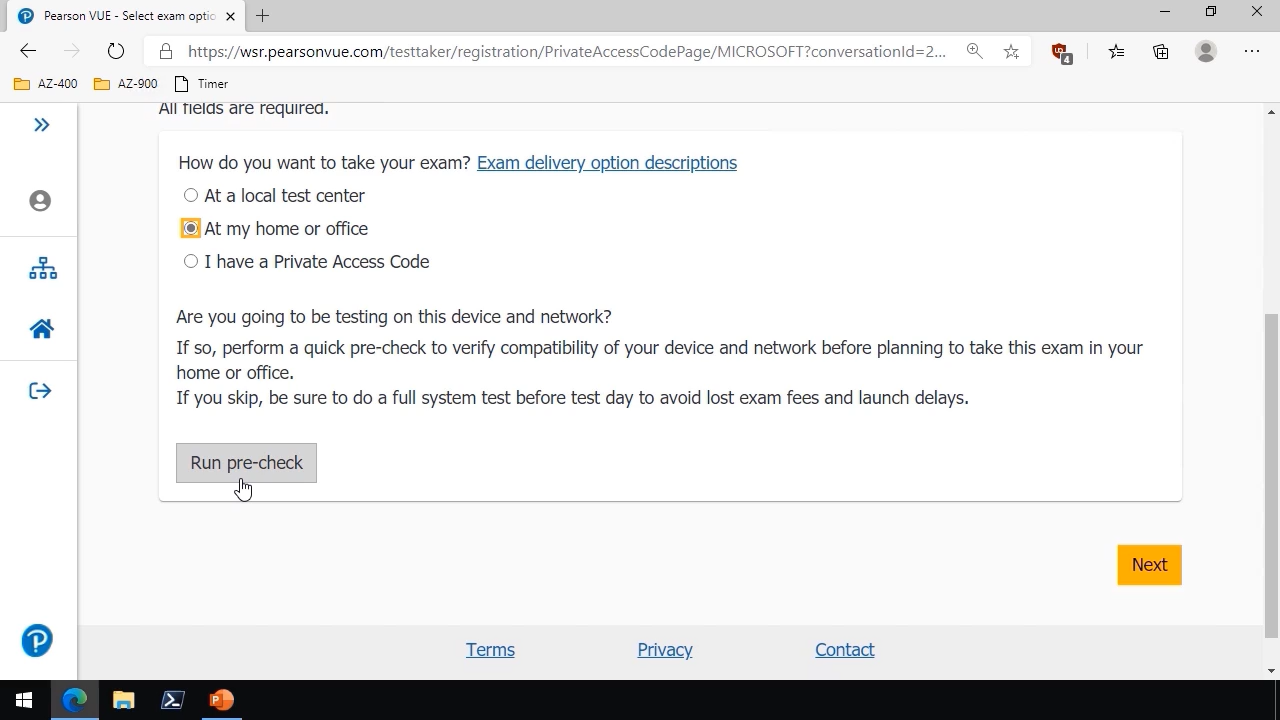 Pearson VUE - Select exam optio
https://wsr.pearsonvue.com/testtaker/registration/PrivateAccessCodePage/MICROSOFT?conversationId=2...
4
AZ-400 AZ-900 Timer
All fields are required.
How do you want to take your exam? Exam delivery option descriptions
At a local test center
At my home or office
I have a Private Access Code
Are you going to be testing on this device and network?
If so, perform a quick pre-check to verify compatibility of your device and network before planning to take this exam in your
home or office.
If you skip, be sure to do a full system test before test day to avoid lost exam fees and launch delays.
Run pre-check
Next
Terms Privacy Contact